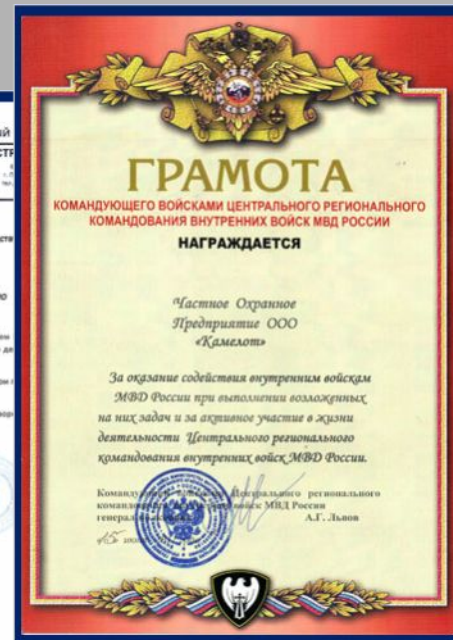 ГРАМОТА
КОМАНДУЮЩЕГО ВОЙСКАМИ ЦЕНТРАЛЬНОГО РЕГИОНАЛЬНОГО
КОМАНДОВАНИЯ ВНУТРЕННИХ ВОЙСК МВД РОССИИ
НАГРАЖДАЕТСЯ
Частное Охранное
Предприятие ООО
«Камелот»
За оказание содействия внутренним войскам
МВД России при выполнении возложенных
на них задач и за активное участие в жизни
деятельности Центрального регионального
командования внутренних войск МВД России.
Центрального регионального
войск МВД России
генерал
А.Г. Львов